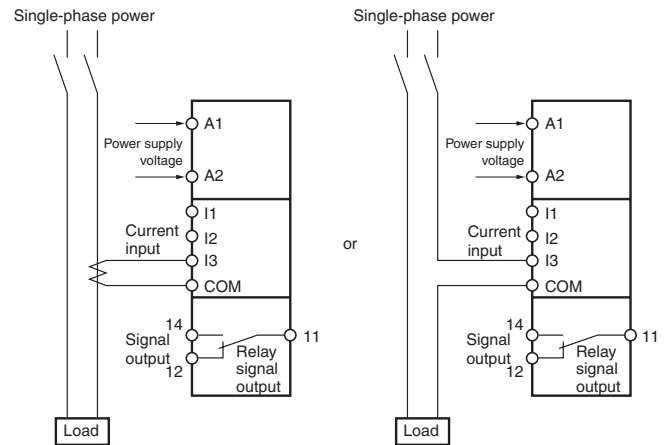 Single-phase power
A1
Power supply
voltage
A2
I1
Current
input
I2
I3
COM
14
Signal
output
12
11
Relay
signal
output
Load
or
Single-phase power
A1
Power supply
voltage
A2
I1
Current
input
I2
I3
COM
14
Signal
output
12
11
Relay
signal
output
Load